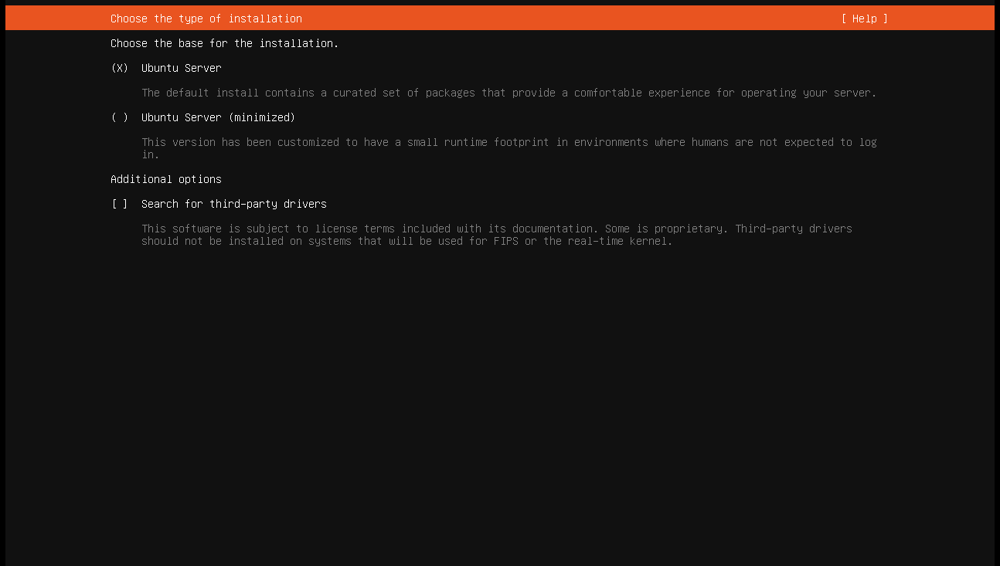 Choose the type of installation [ Help ]
Choose the base for the installation.
(X) Ubuntu Server
The default install contains a curated set of packages that provide a comfortable experience for operating your server.
( ) Ubuntu Server (minimized)
This version has been customized to have a small runtime footprint in environments where humans are not expected to log
in.
Additional options
[ ] Search for third-party drivers
This software is subject to license terms included with its documentation. Some is proprietary. Third-party drivers
should not be installed on systems that will be used for FIPS or the real-time kernel.